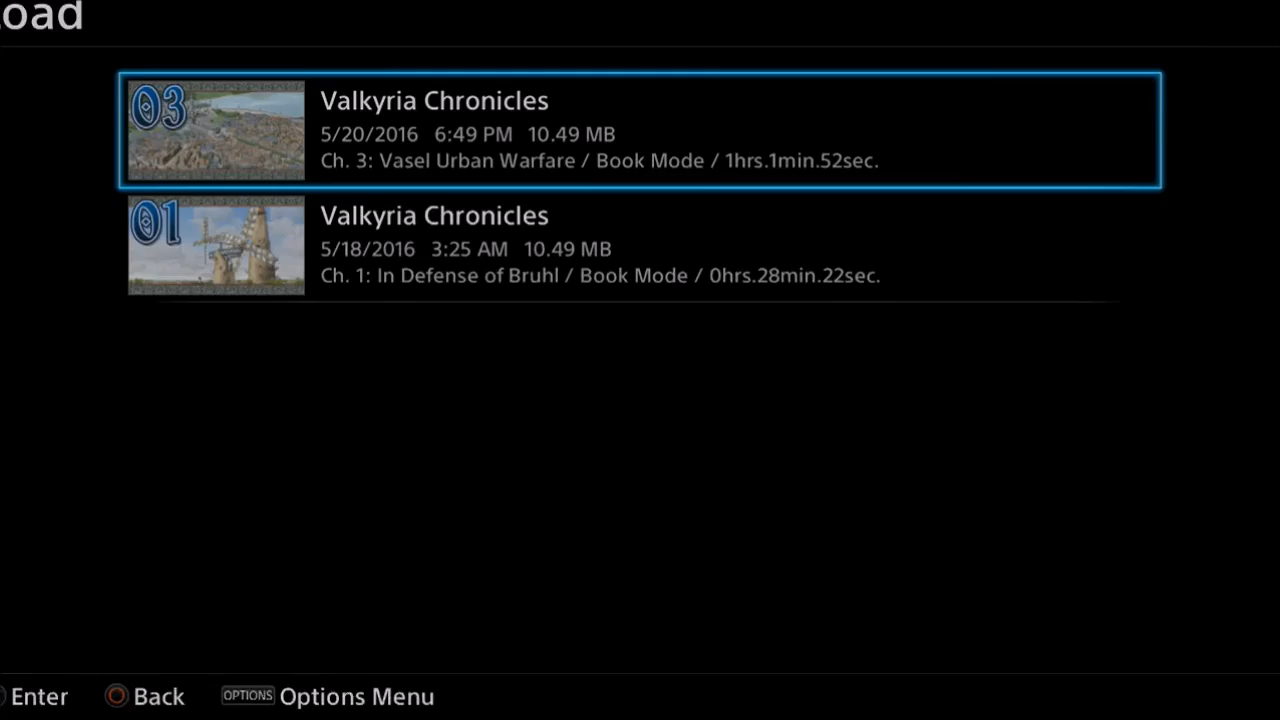 oad
03
Valkyria Chronicles
5/20/2016 6:49 PM 10.49 MB
Ch. 3: Vasel Urban Warfare / Book Mode / 1hrs.1min.52sec.
01
Valkyria Chronicles
5/18/2016 3:25 AM 10.49 MB
Ch. 1: In Defense of Bruhl / Book Mode / 0hrs.28min.22sec.
Enter Back OPTIONS Options Menu